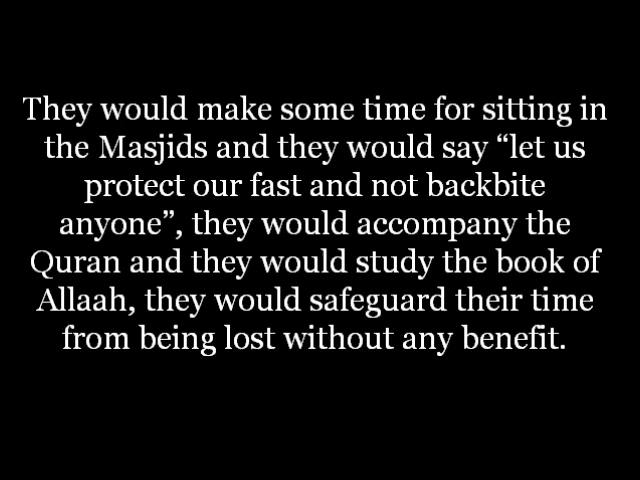 They would make some time for sitting in
the Masjids and they would say “let us
protect our fast and not backbite
anyone”, they would accompany the
Quran and they would study the book of
Allaah, they would safeguard their time
from being lost without any benefit.